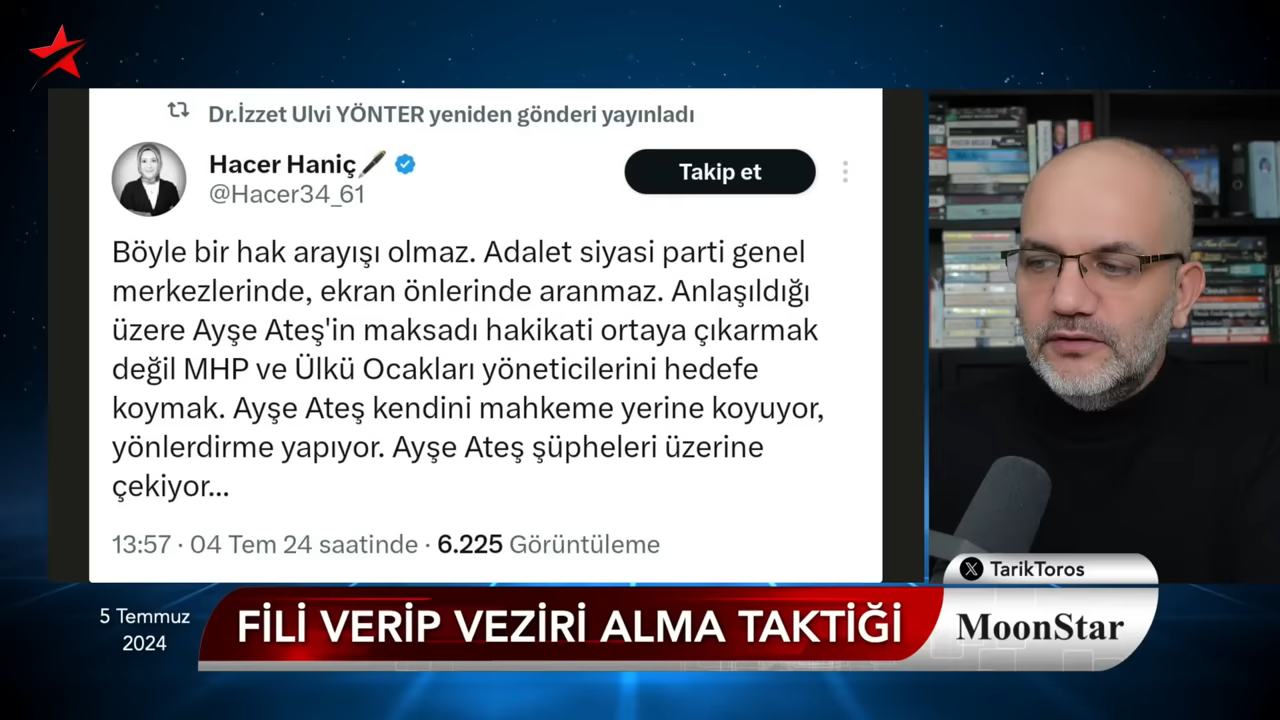 Dr.İzzet Ulvi YÖNTER yeniden gönderi yayınladı
Hacer Haniç
@Hacer34_61
Takip et
Böyle bir hak arayışı olmaz. Adalet siyasi parti genel
merkezlerinde, ekran önlerinde aranmaz. Anlaşıldığı
üzere Ayşe Ateş'in maksadı hakikati ortaya çıkarmak
değil MHP ve Ülkü Ocakları yöneticilerini hedefe
koymak. Ayşe Ateş kendini mahkeme yerine koyuyor,
yönlerdirme yapıyor. Ayşe Ateş şüpheleri üzerine
çekiyor...
13:57 · 04 Tem 24 saatinde · 6.225 Görüntüleme
TarikToros
5 Temmuz
2024
FİLİ VERİP VEZİRİ ALMA TAKTİĞİ
MoonStar